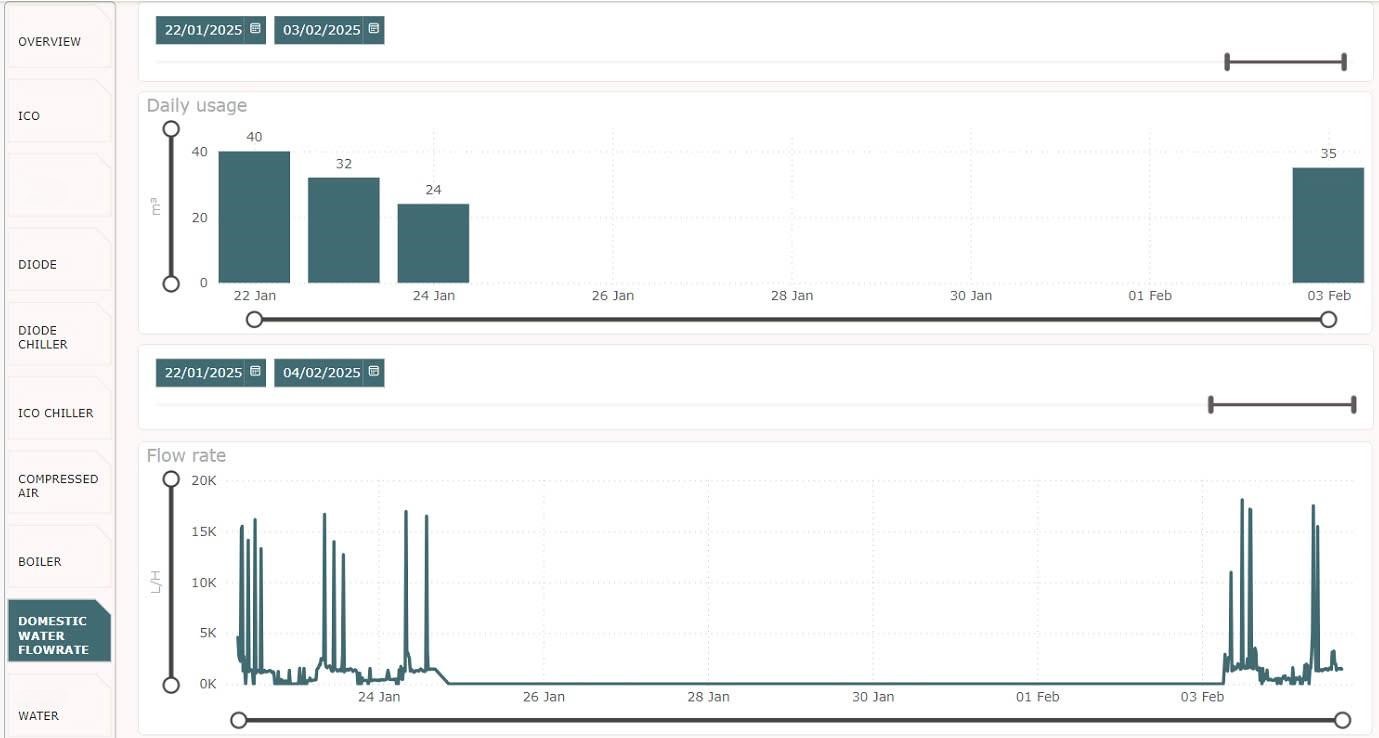 OVERVIEW
ICO
DIODE
DIODE
CHILLER
ICO CHILLER
COMPRESSED
AIR
BOILER
DOMESTIC
WATER
FLOWRATE
WATER
22/01/2025 03/02/2025
Daily usage
m³
40
20
0
40
32
24
35
22 Jan 24 Jan 26 Jan 28 Jan 30 Jan 01 Feb 03 Feb
22/01/2025 04/02/2025
Flow rate
L/H
20K
15K
10K
5K
0K
24 Jan 26 Jan 28 Jan 30 Jan 01 Feb 03 Feb